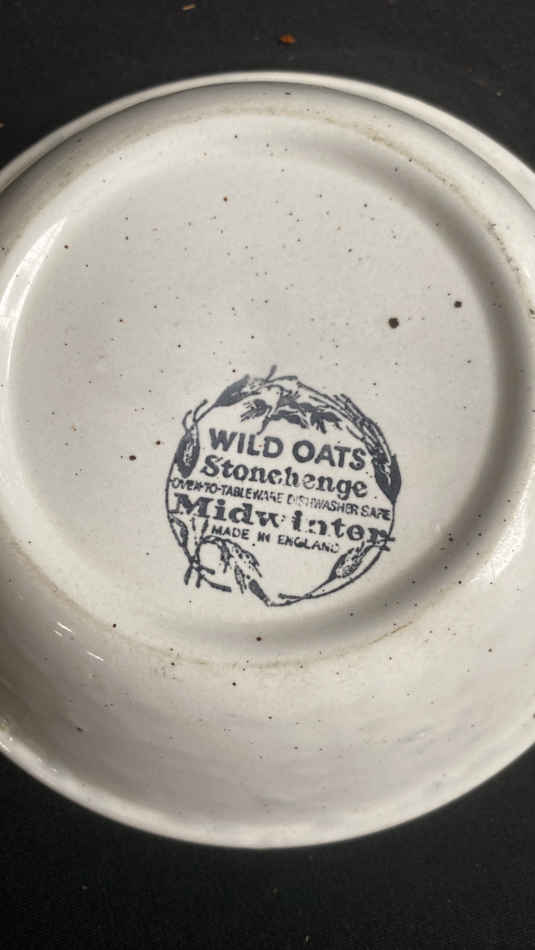 WILD OATS
Stonehenge
OVEN-TO-TABLEWARE DISHWASHER SAFE
Midwinter
MADE IN ENGLAND